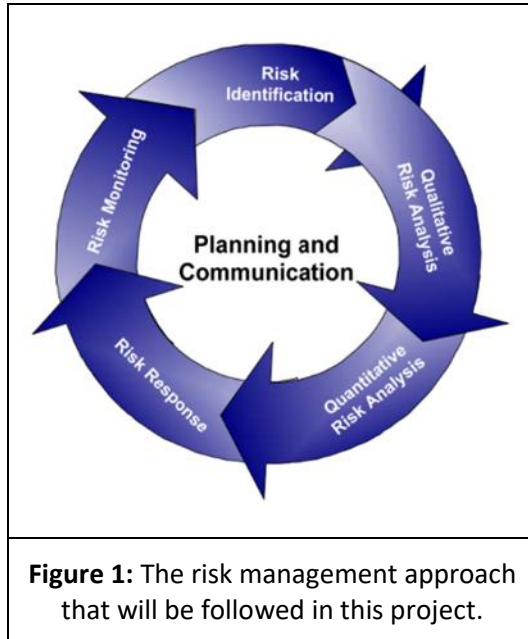 Risk
Identification
Qualitative
Risk Analysis
Quantitative
Risk Analysis
Risk Response
Risk Monitoring
Planning and
Communication
Figure 1: The risk management approach
that will be followed in this project.